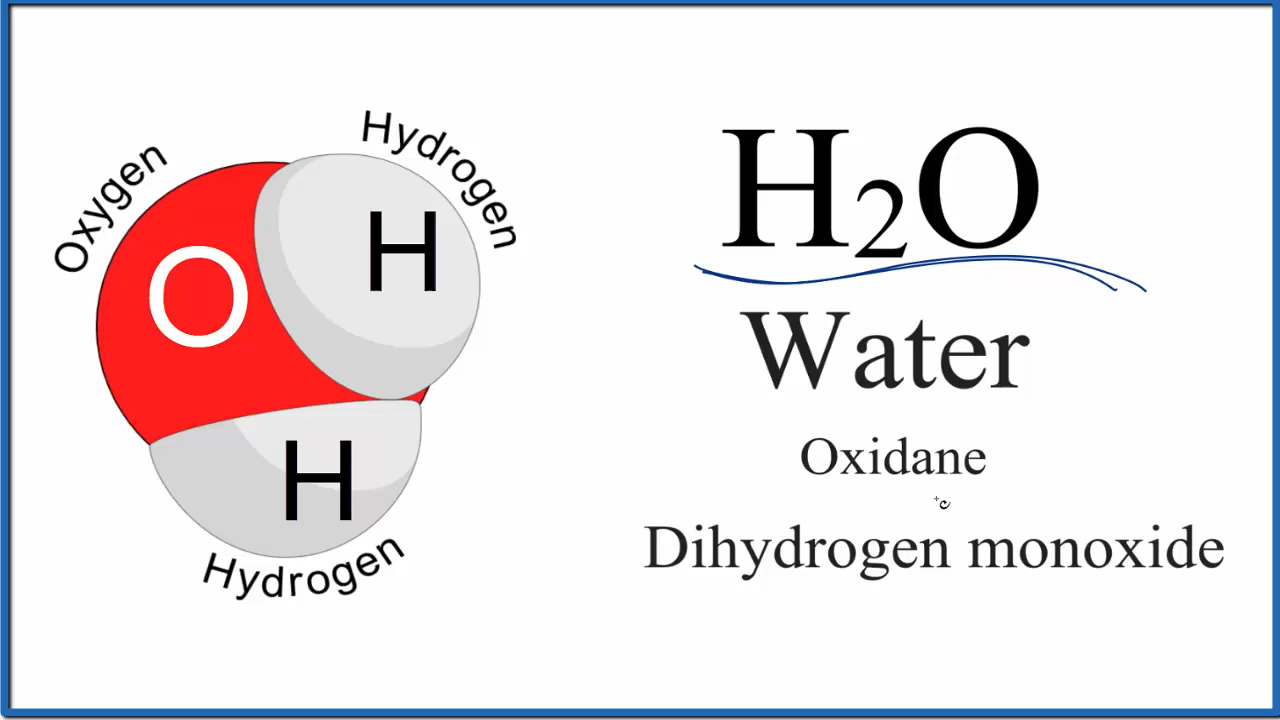 Oxygen
Hydrogen
O
H
H
Hydrogen
H₂O
Water
Oxidane
Dihydrogen monoxide